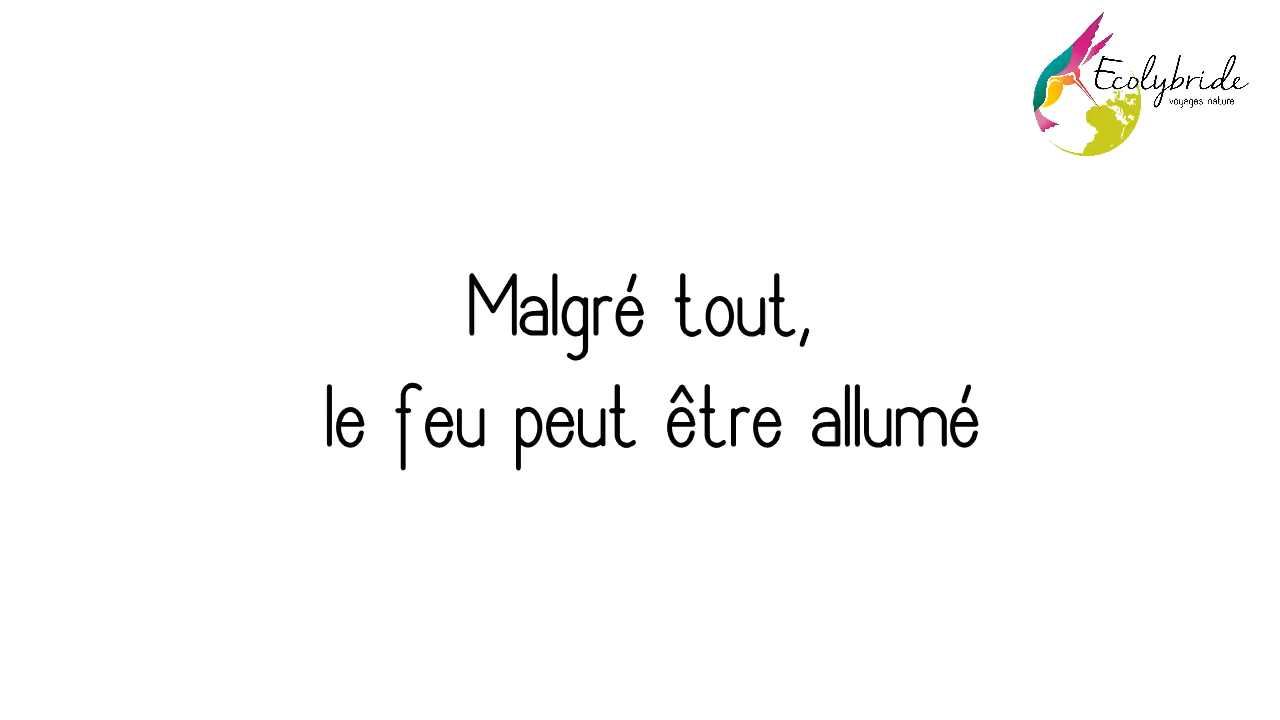 Ecolybride
voyages nature
Malgré tout,
le feu peut être allumé